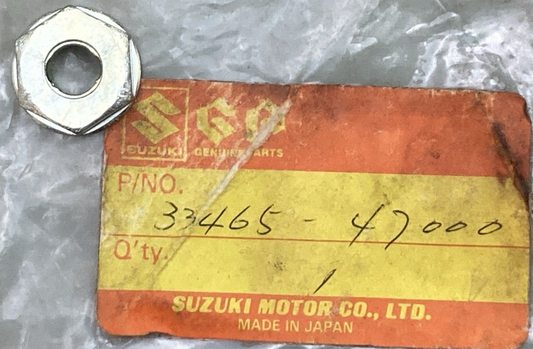 S SGP
SUZUKI GENUINE PARTS
P/NO.
33465 - 47000
Q'ty.
1
SUZUKI MOTOR CO., LTD.
MADE IN JAPAN